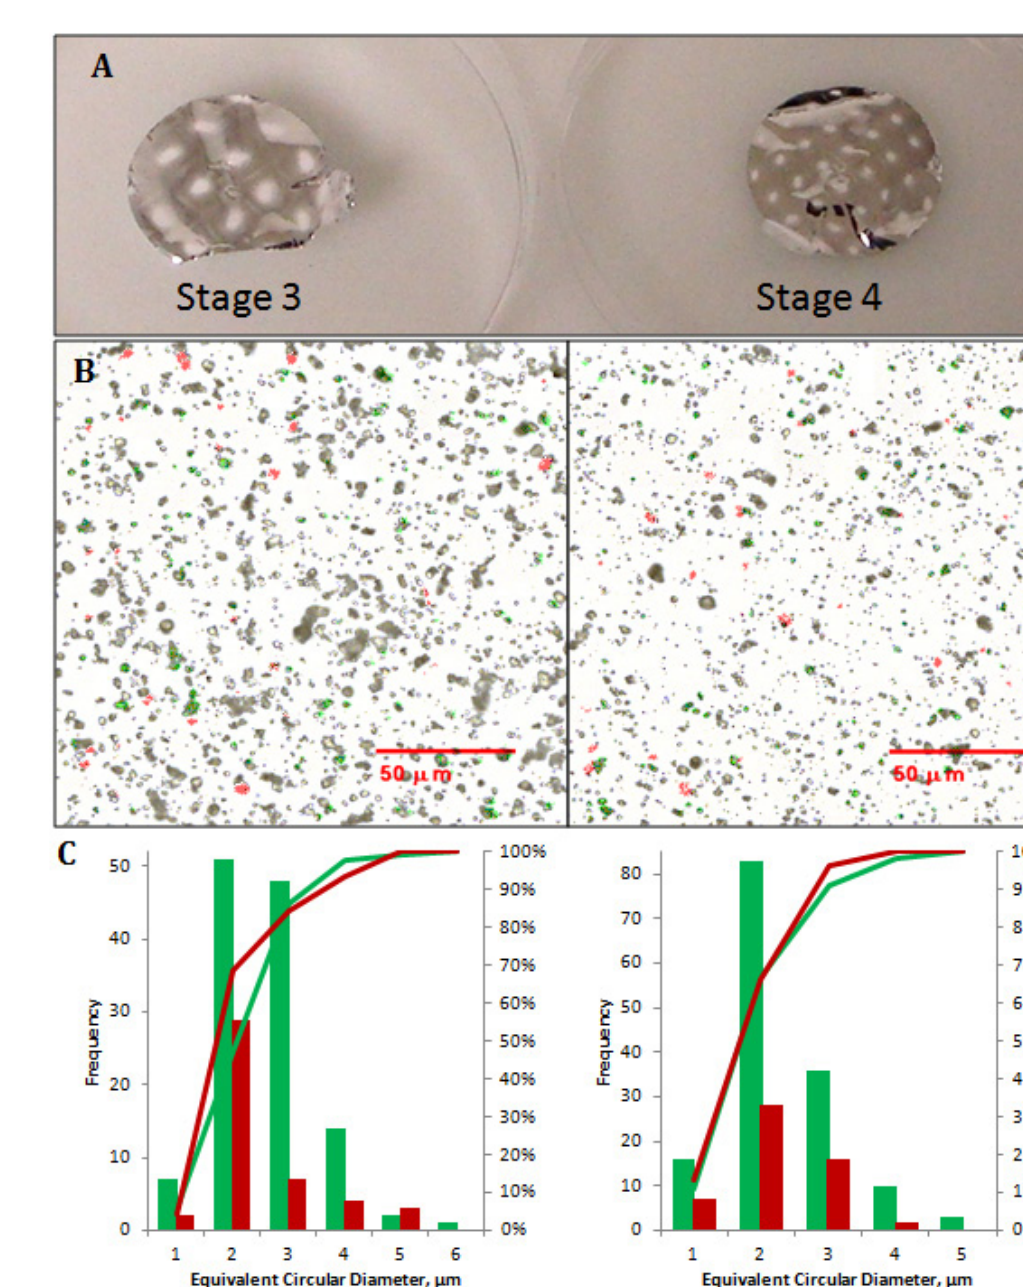 A
Stage 3
Stage 4
B
50 μm
50 μm
C
50
40
30
20
10
0
Frequency
100%
90%
80%
70%
60%
50%
40%
30%
20%
10%
0%
1 2 3 4 5 6
Equivalent Circular Diameter, μm
80
70
60
50
40
30
20
10
0
Frequency
1 2 3 4 5
Equivalent Circular Diameter, μm